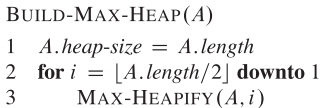 BUILD-MAX-HEAP(A)
1 A.heap-size = A.length
2 for i = ⌊A.length/2⌋ downto 1
3 MAX-HEAPIFY(A, i)